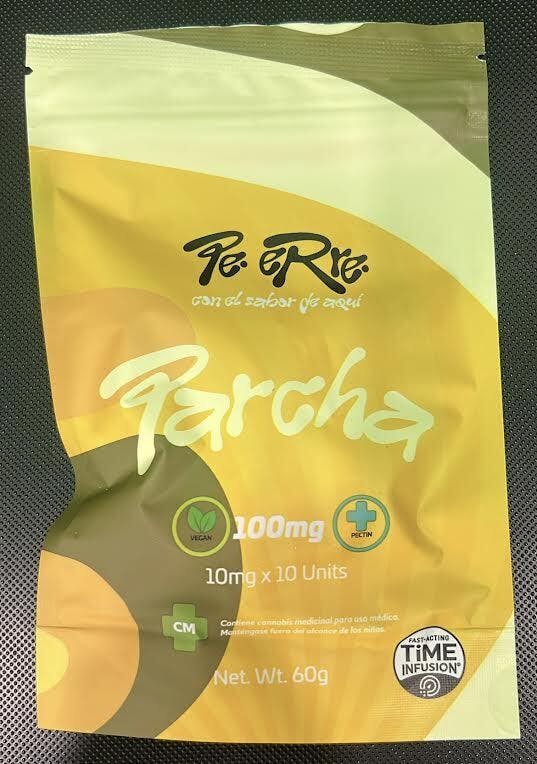 Pe. eRre.
con el sabor de aquí
Parcha
VEGAN
100mg
PECTIN
10mg x 10 Units
CM
Contiene cannabis medicinal para uso médico.
Manténgase fuera del alcance de los niños.
FAST-ACTING
TiME
INFUSION®
Net. Wt. 60g